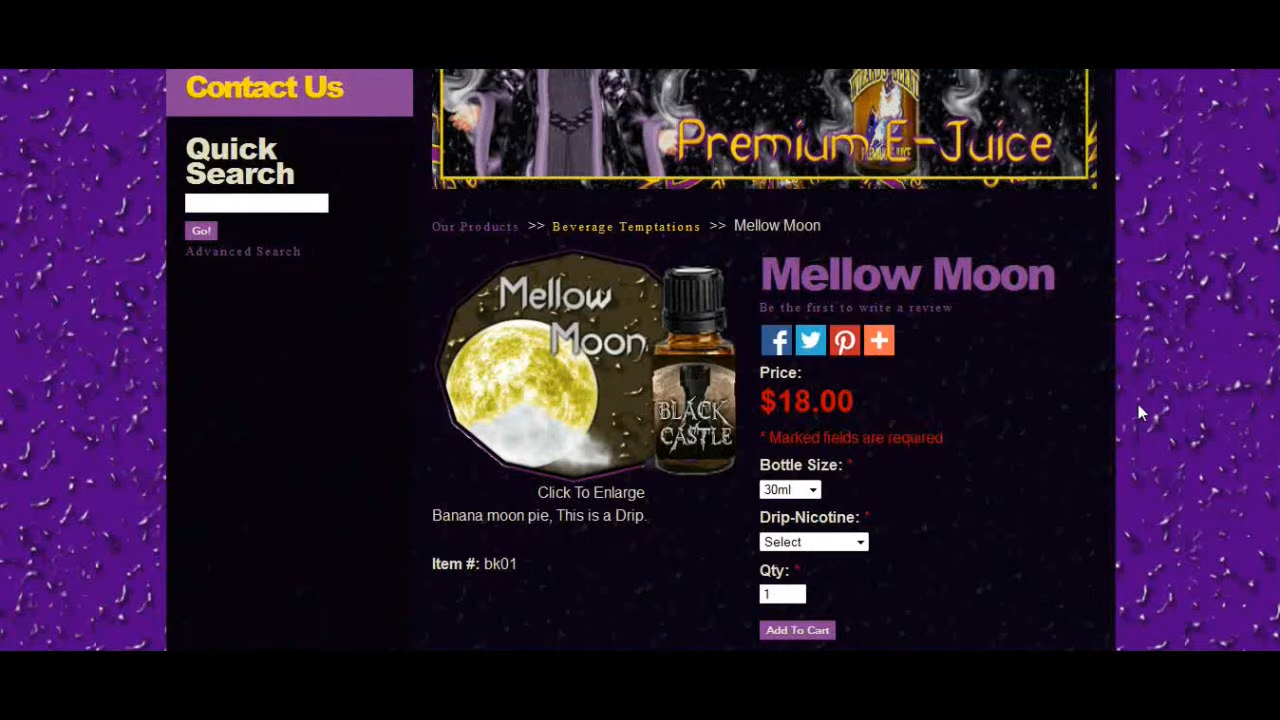 Contact Us
Quick
Search
Go!
Advanced Search
Premium E-Juice
Our Products >> Beverage Temptations >> Mellow Moon
Mellow
Moon
BLACK
CASTLE
Click To Enlarge
Banana moon pie, This is a Drip.
Item #: bk01
Mellow Moon
Be the first to write a review
Price:
$18.00
* Marked fields are required
Bottle Size: *
30ml
Drip-Nicotine: *
Select
Qty: *
1
Add To Cart